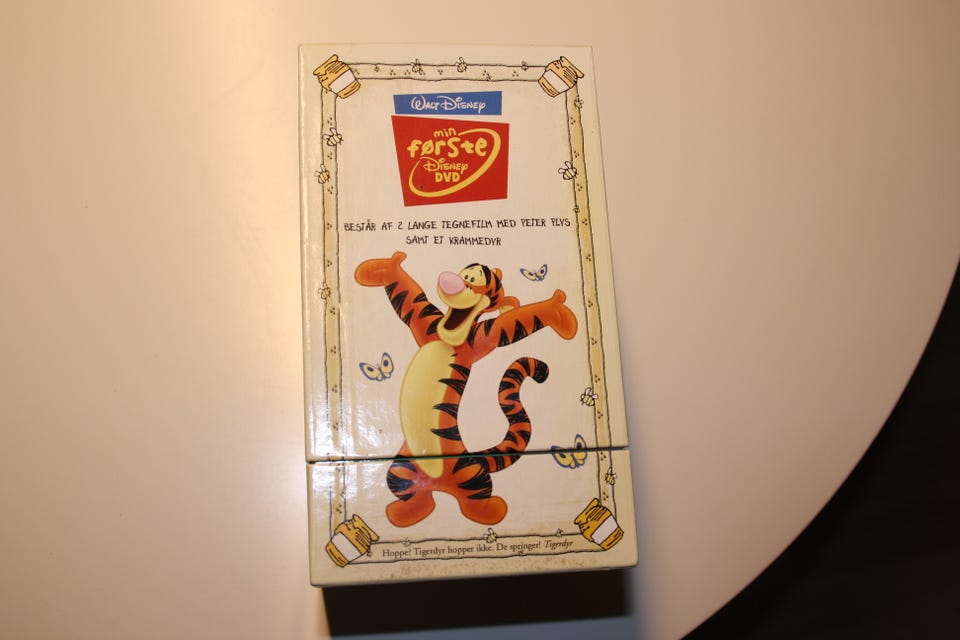 WALT DISNEY
min
første
DISNEY
DVD
BESTÅR AF 2 LANGE TEGNEFILM MED PETER PLYS
SAMT ET KRAMMEDYR
Hoppe! Tigerdyr hopper ikke. De springer! Tigerdyr